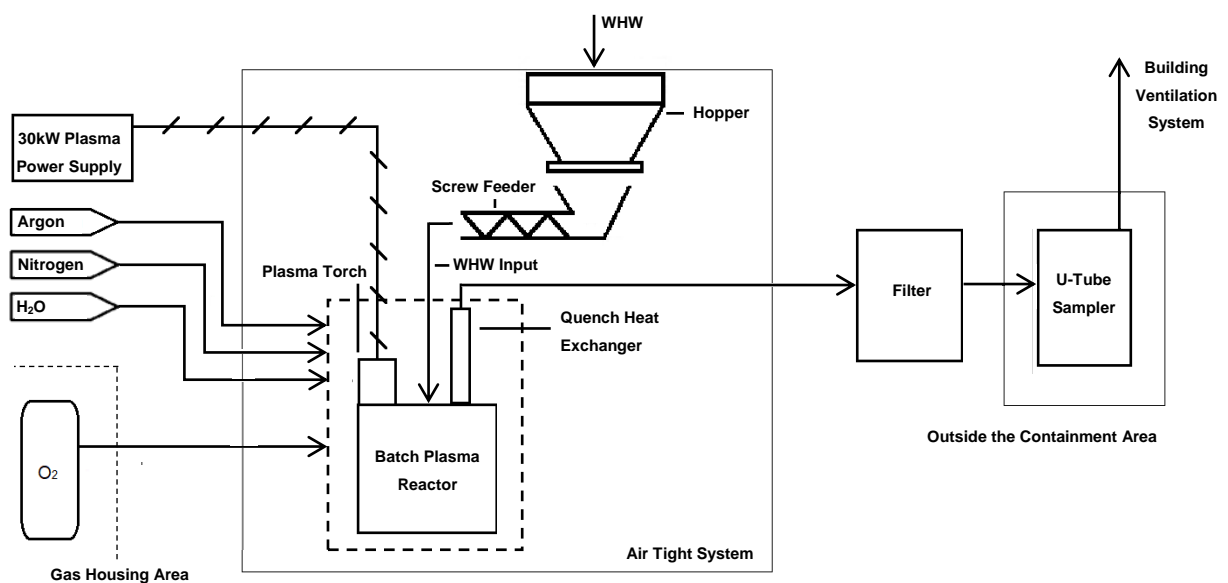 WHW
Hopper
Building
Ventilation
System
30kW Plasma
Power Supply
Screw Feeder
Argon
Nitrogen
H₂O
Plasma Torch
WHW Input
Quench Heat
Exchanger
Filter
U-Tube
Sampler
Outside the Containment Area
O₂
Batch Plasma
Reactor
Air Tight System
Gas Housing Area